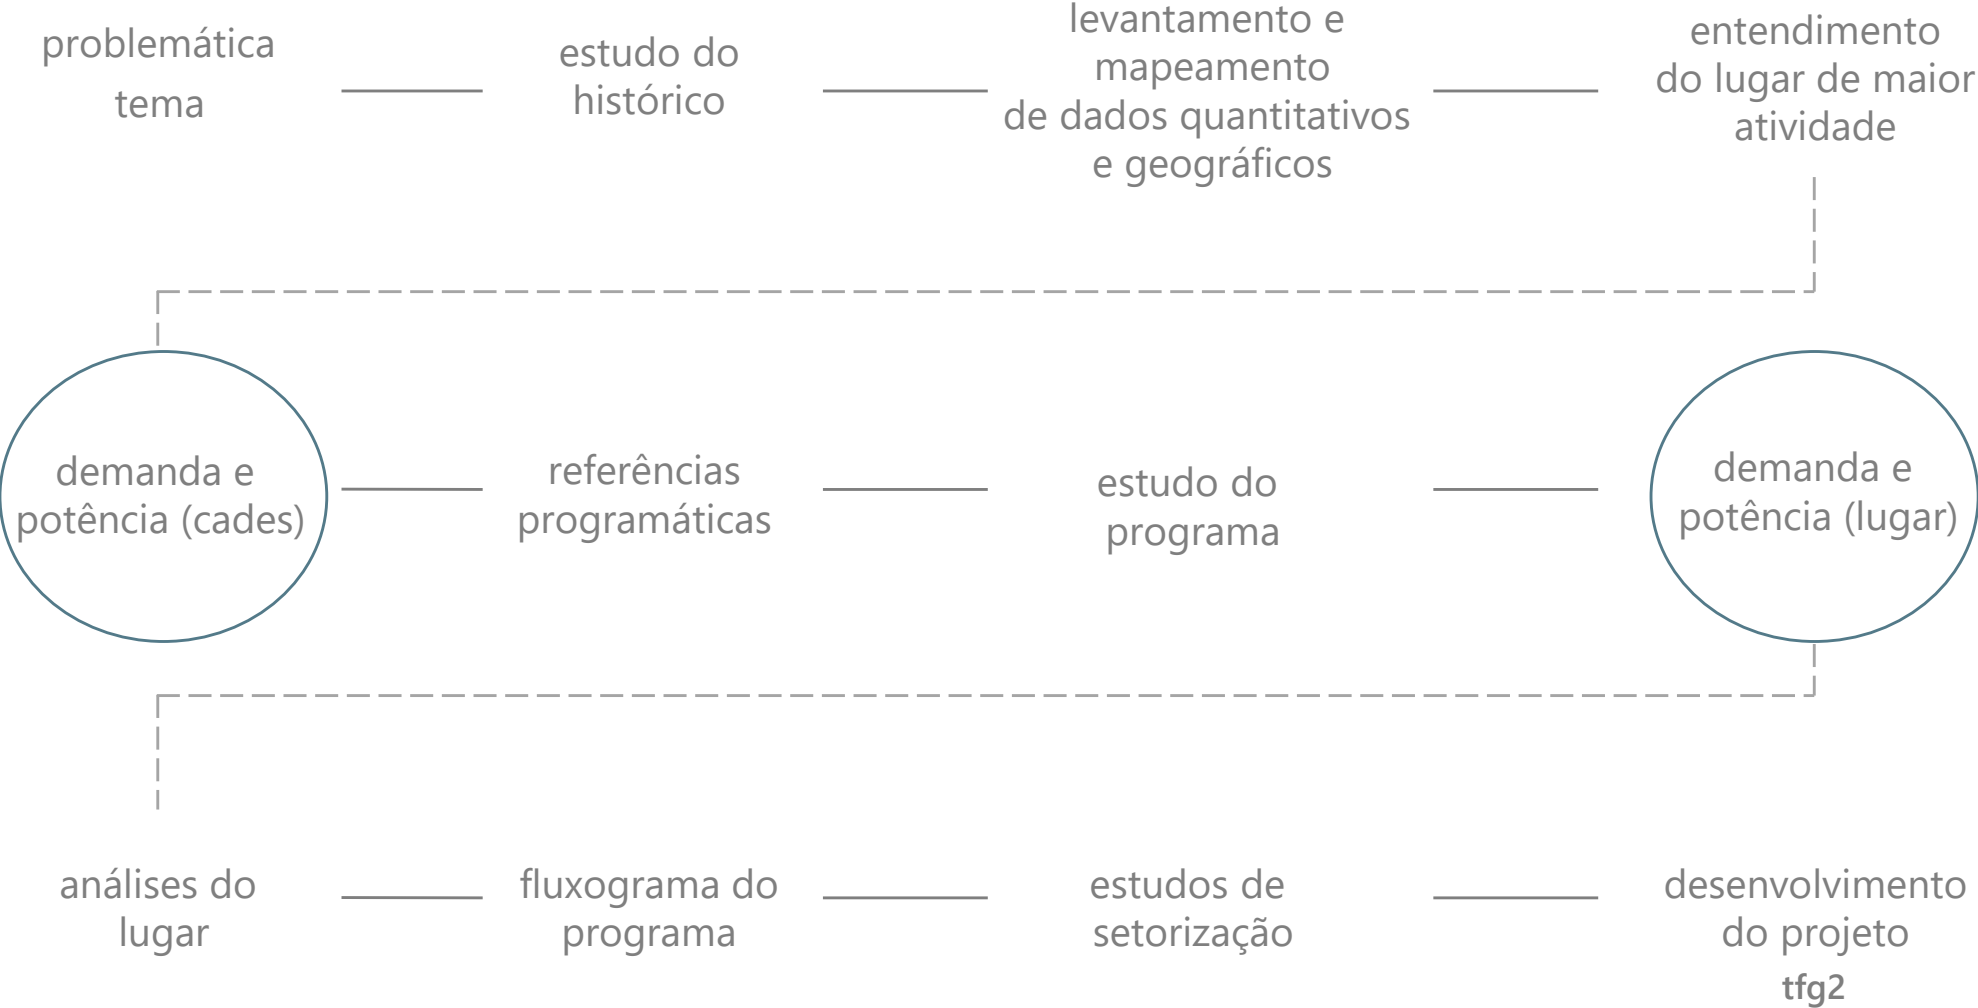 problemática
tema
estudo do
histórico
levantamento e
mapeamento
de dados quantitativos
e geográficos
entendimento
do lugar de maior
atividade
demanda e
potência (cades)
referências
programáticas
estudo do
programa
demanda e
potência (lugar)
análises do
lugar
fluxograma do
programa
estudos de
setorização
desenvolvimento
do projeto
tfg2